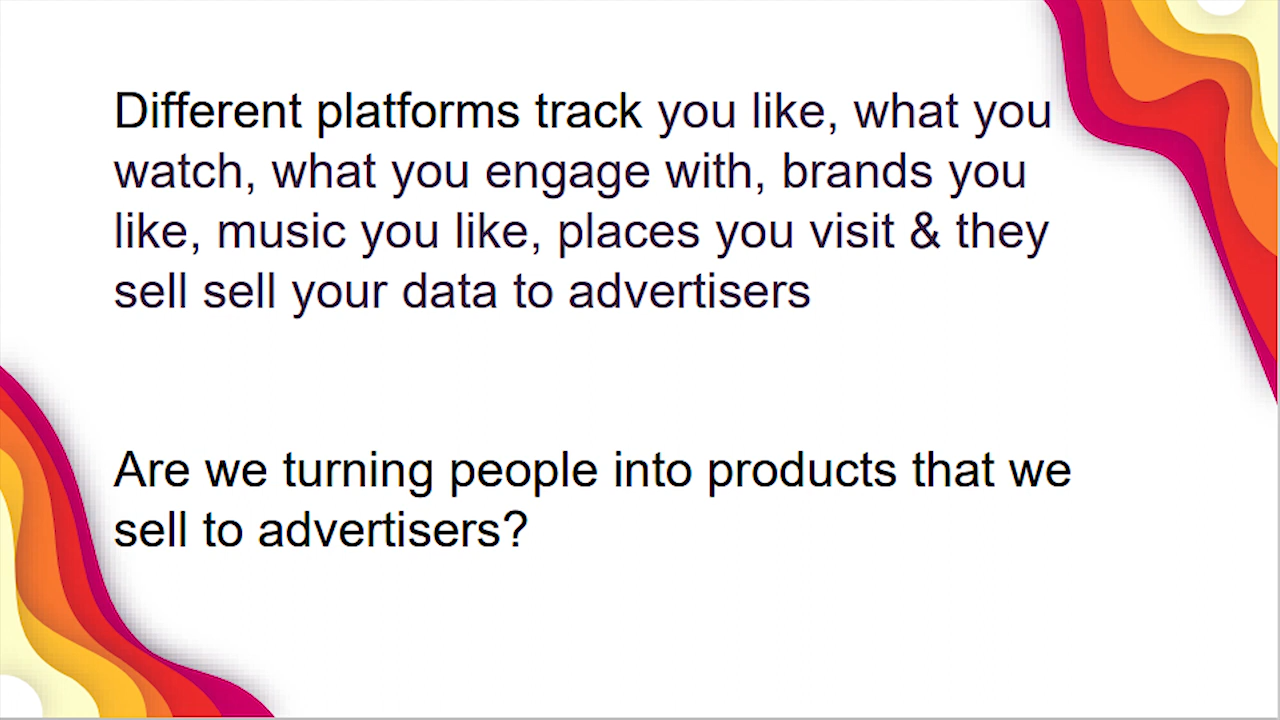 Different platforms track you like, what you
watch, what you engage with, brands you
like, music you like, places you visit & they
sell sell your data to advertisers
Are we turning people into products that we
sell to advertisers?